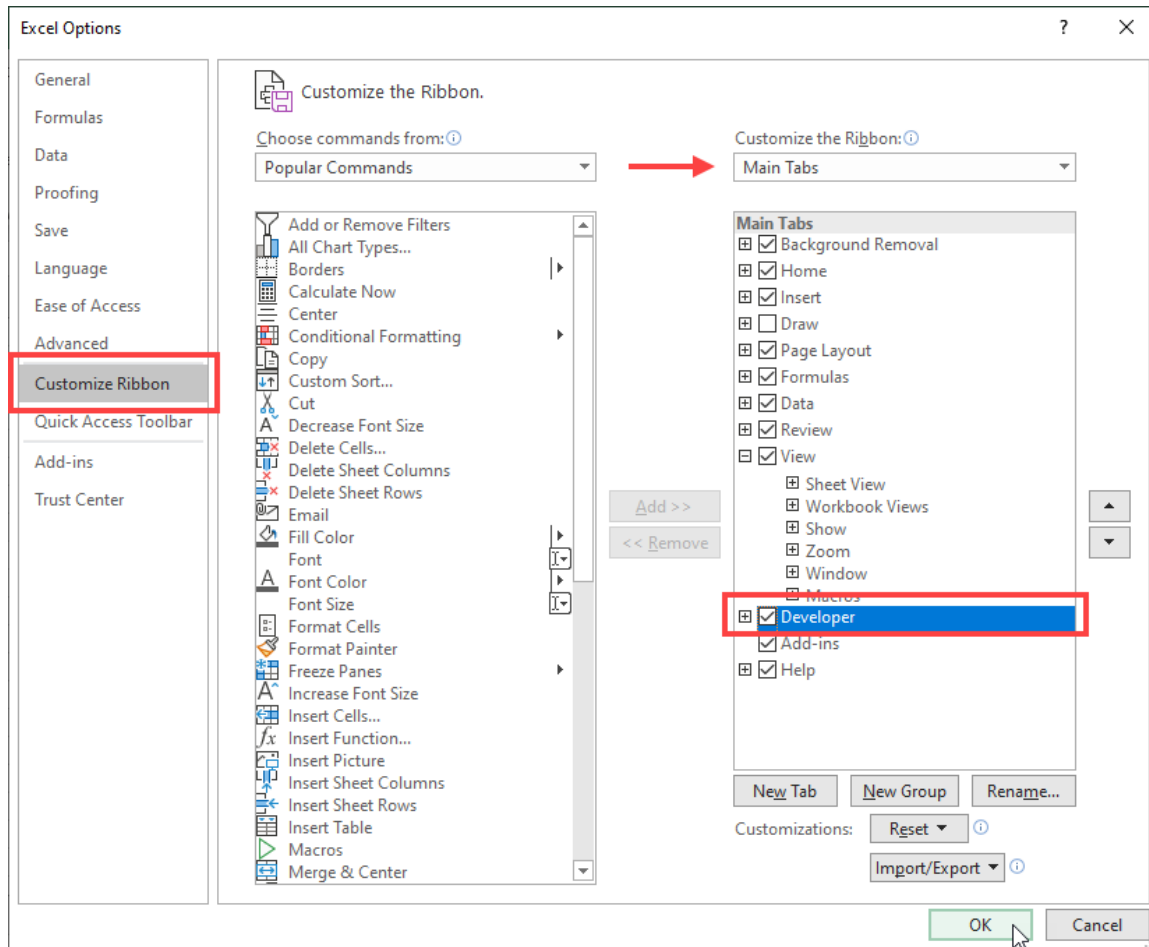 Excel Options
?
General
Formulas
Data
Proofing
Save
Language
Ease of Access
Advanced
Customize Ribbon
Quick Access Toolbar
Add-ins
Trust Center
Customize the Ribbon.
Choose commands from:
Popular Commands
Add or Remove Filters
All Chart Types...
Borders
Calculate Now
Center
Conditional Formatting
Copy
Custom Sort...
Cut
Decrease Font Size
Delete Cells...
Delete Sheet Columns
Delete Sheet Rows
Email
Fill Color
Font
Font Color
Font Size
Format Cells
Format Painter
Freeze Panes
Increase Font Size
Insert Cells...
Insert Function...
Insert Picture
Insert Sheet Columns
Insert Sheet Rows
Insert Table
Macros
Merge & Center
Add >>
<< Remove
Customize the Ribbon:
Main Tabs
Main Tabs
Background Removal
Home
Insert
Draw
Page Layout
Formulas
Data
Review
View
Sheet View
Workbook Views
Show
Zoom
Window
Macros
Developer
Add-ins
Help
New Tab
New Group
Rename...
Customizations:
Reset
Import/Export
OK
Cancel